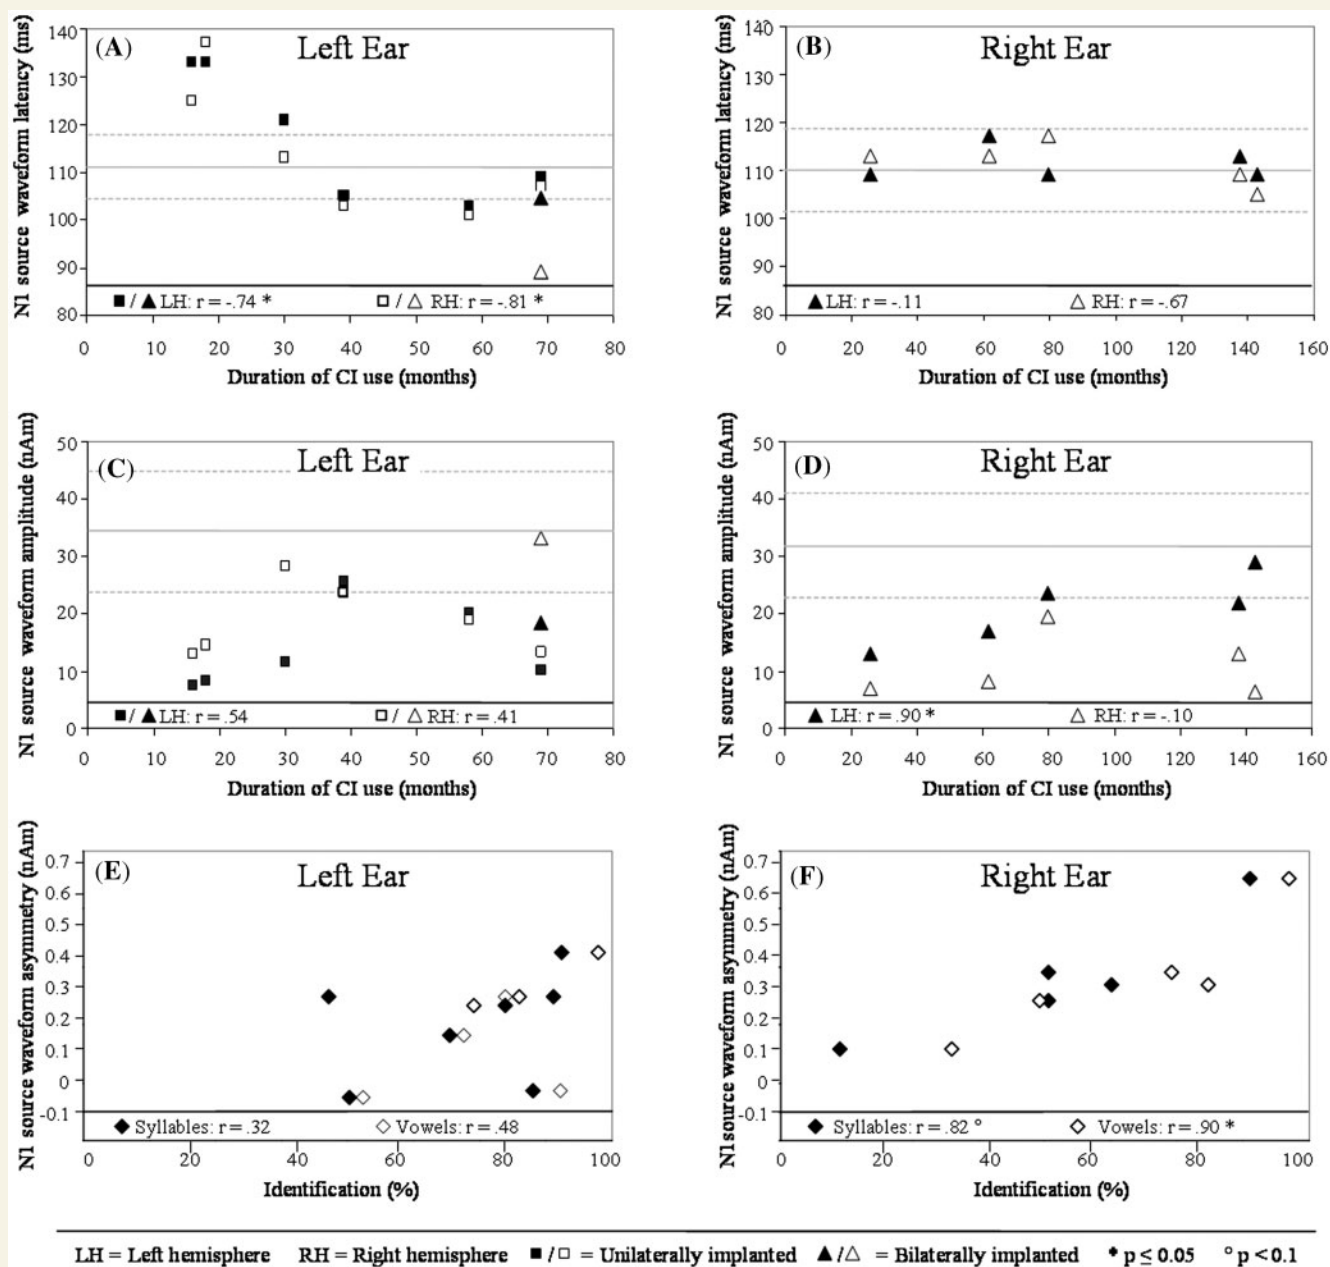 (A) Left Ear
N1 source waveform latency (ms)
140
130
120
110
100
90
80
■ / ▲ LH: r = -.74 *
□ / △ RH: r = -.81 *
0 10 20 30 40 50 60 70 80
Duration of CI use (months)
(B) Right Ear
N1 source waveform latency (ms)
140
130
120
110
100
90
80
▲ LH: r = -.11
△ RH: r = -.67
0 20 40 60 80 100 120 140 160
Duration of CI use (months)
(C) Left Ear
N1 source waveform amplitude (nAm)
50
40
30
20
10
0
■ / ▲ LH: r = .54
□ / △ RH: r = .41
0 10 20 30 40 50 60 70 80
Duration of CI use (months)
(D) Right Ear
N1 source waveform amplitude (nAm)
50
40
30
20
10
0
▲ LH: r = .90 *
△ RH: r = -.10
0 20 40 60 80 100 120 140 160
Duration of CI use (months)
(E) Left Ear
N1 source waveform asymmetry (nAm)
0.7
0.6
0.5
0.4
0.3
0.2
0.1
0
-0.1
◆ Syllables: r = .32
◇ Vowels: r = .48
0 20 40 60 80 100
Identification (%)
(F) Right Ear
N1 source waveform asymmetry (nAm)
0.7
0.6
0.5
0.4
0.3
0.2
0.1
0
-0.1
◆ Syllables: r = .82 °
◇ Vowels: r = .90 *
0 20 40 60 80 100
Identification (%)
LH = Left hemisphere RH = Right hemisphere ■ / □ = Unilaterally implanted ▲/△ = Bilaterally implanted * p ≤ 0.05 ° p < 0.1